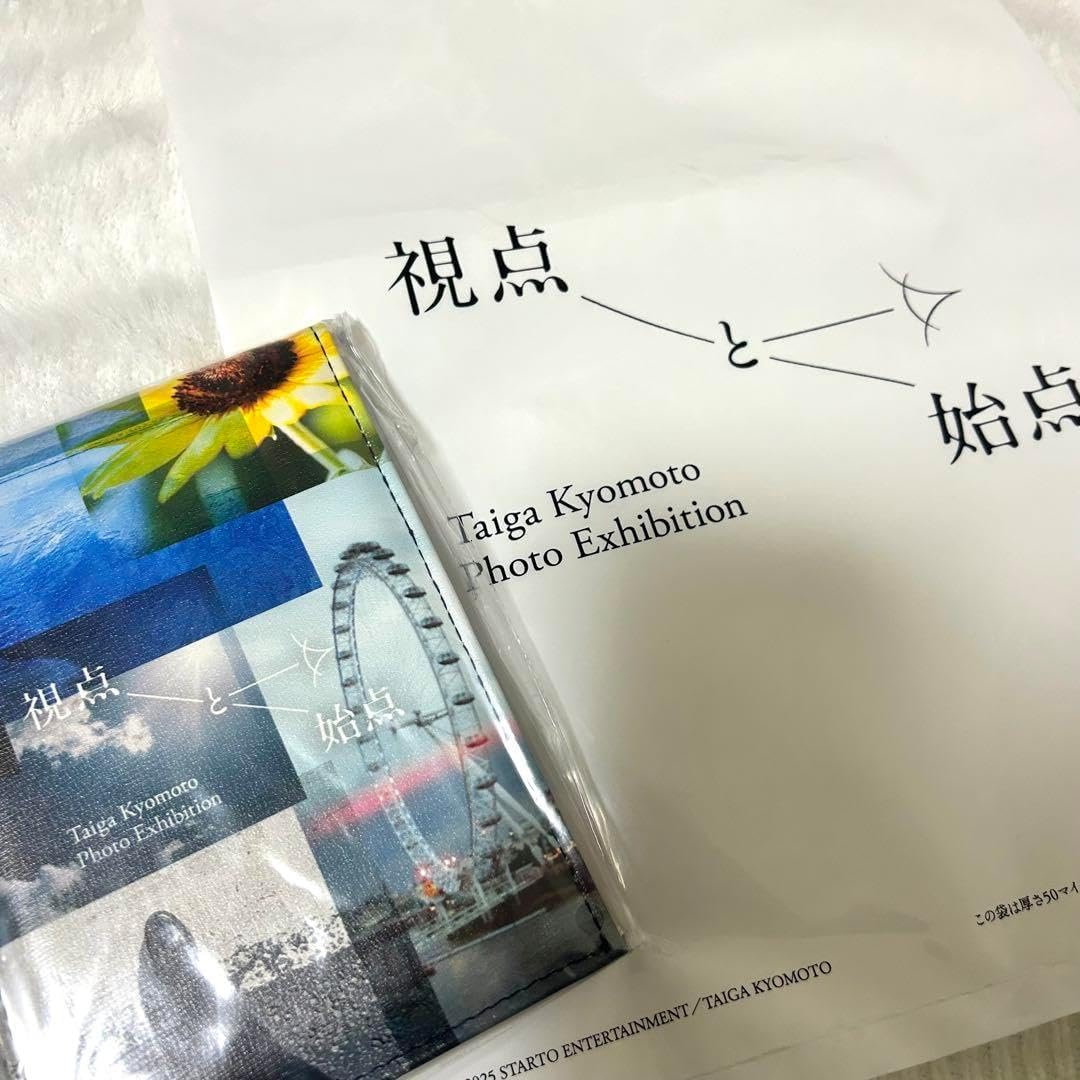 視点
と
始点
Taiga Kyomoto
Photo Exhibition
この袋は厚さ50マイ
2025 STARTO ENTERTAINMENT／TAIGA KYOMOTO
視点
と
始点
Taiga Kyomoto
Photo Exhibition